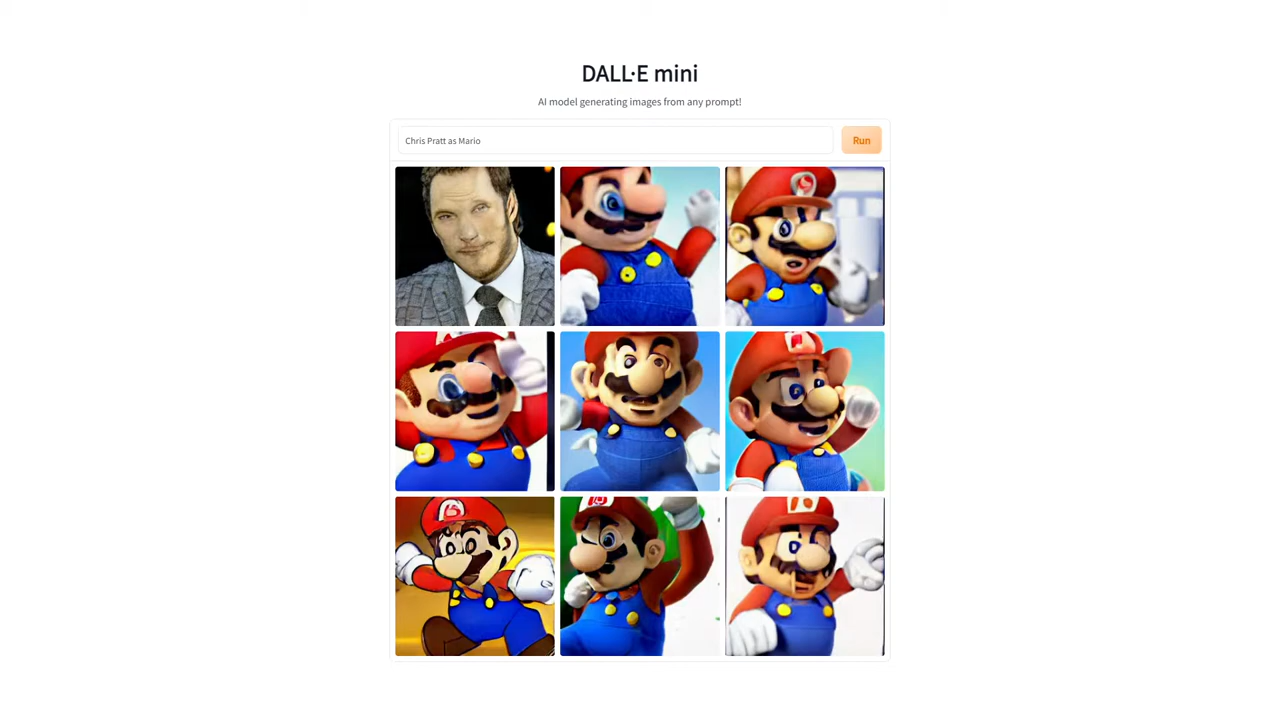 DALL·E mini
AI model generating images from any prompt!
Chris Pratt as Mario
Run